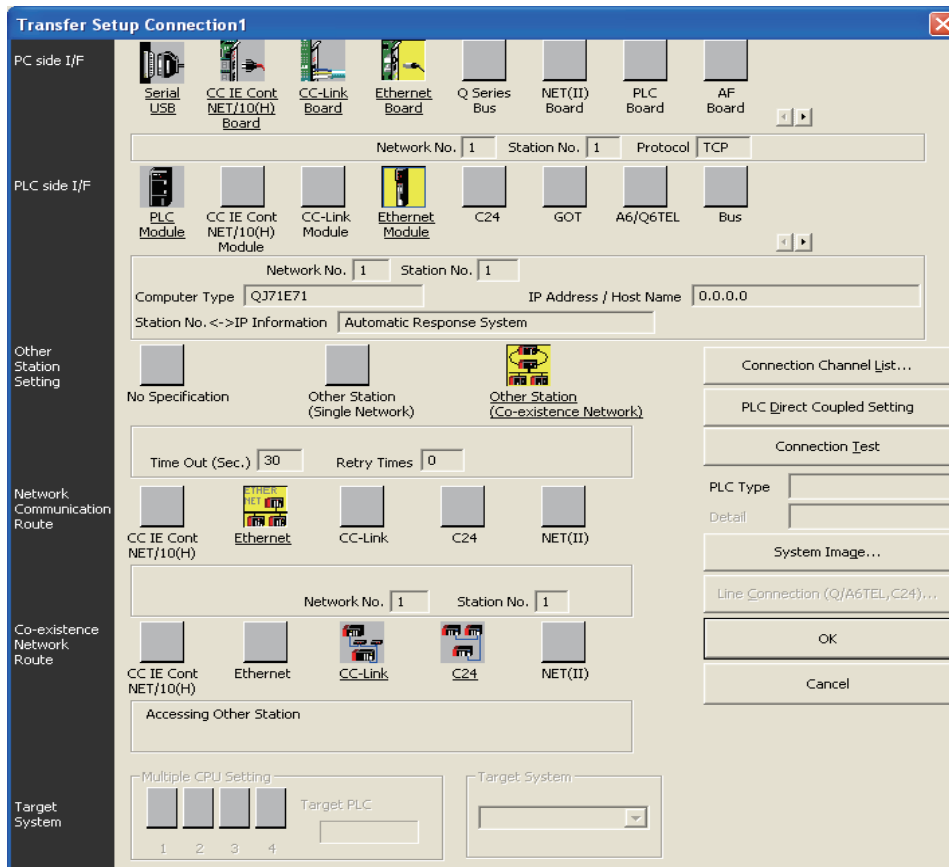 Transfer Setup Connection1
PC side I/F
Serial USB
CC IE Cont NET/10(H) Board
CC-Link Board
Ethernet Board
Q Series Bus
NET(II) Board
PLC Board
AF Board
Network No. 1 Station No. 1 Protocol TCP
PLC side I/F
PLC Module
CC IE Cont NET/10(H) Module
CC-Link Module
Ethernet Module
C24
GOT
A6/Q6TEL
Bus
Network No. 1 Station No. 1
Computer Type QJ71E71 IP Address / Host Name 0.0.0.0
Station No.<->IP Information Automatic Response System
Other Station Setting
No Specification
Other Station (Single Network)
Other Station (Co-existence Network)
Time Out (Sec.) 30 Retry Times 0
Connection Channel List...
PLC Direct Coupled Setting
Connection Test
PLC Type
Detail
System Image...
Line Connection (Q/A6TEL,C24)...
OK
Cancel
Network Communication Route
CC IE Cont NET/10(H)
ETHER NET
Ethernet
CC-Link
C24
NET(II)
Network No. 1 Station No. 1
Co-existence Network Route
CC IE Cont NET/10(H)
Ethernet
CC-Link
C24
NET(II)
Accessing Other Station
Target System
Multiple CPU Setting
1 2 3 4
Target PLC
Target System